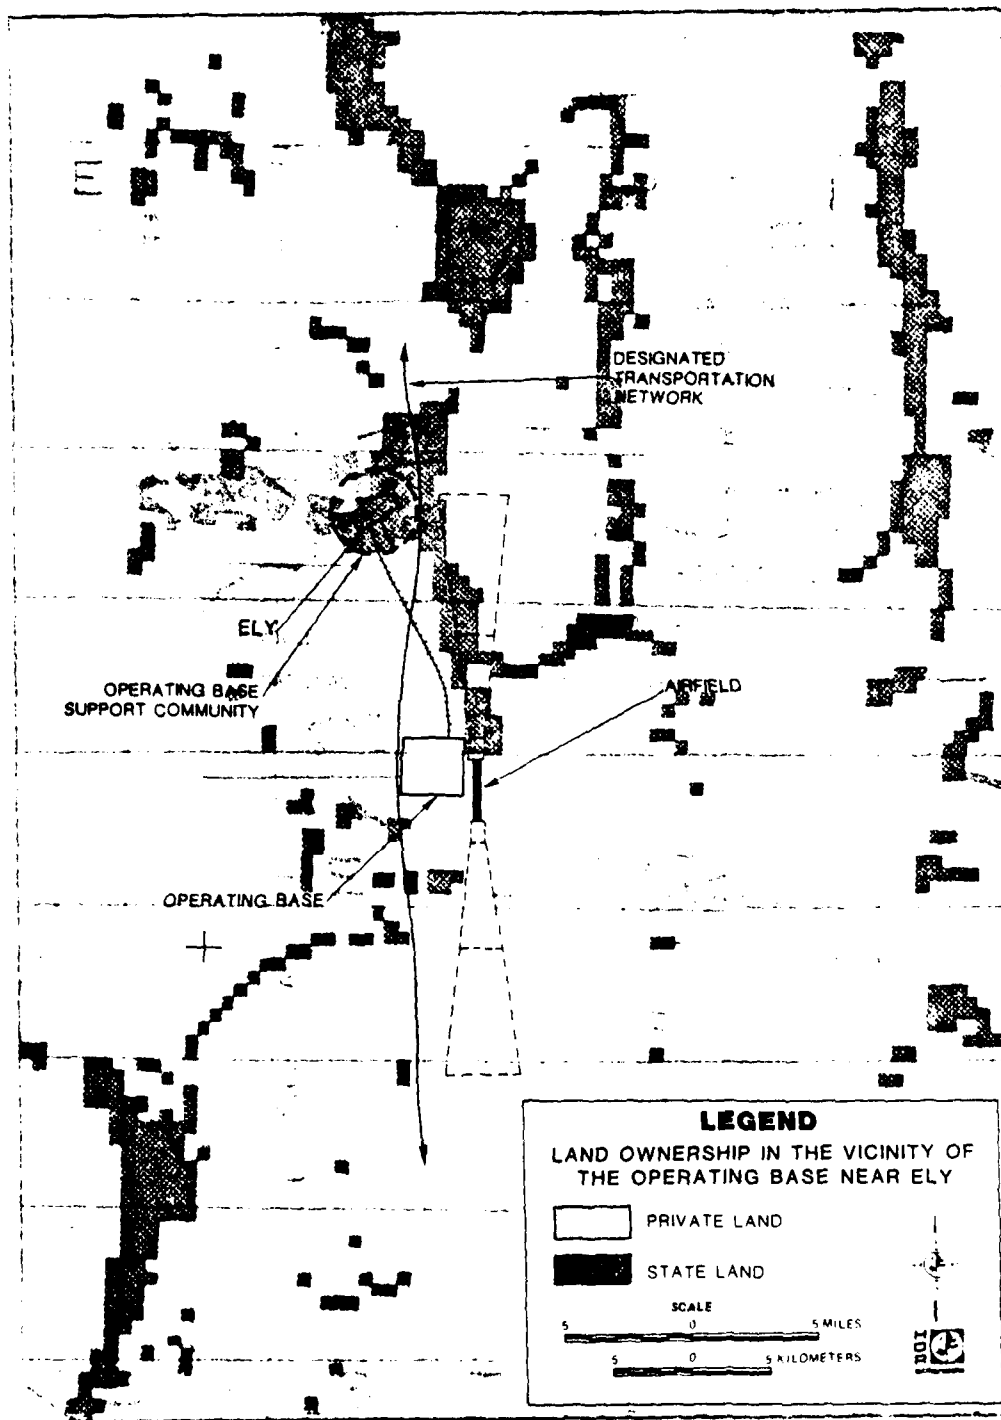 DESIGNATED
TRANSPORTATION
NETWORK
ELY
OPERATING BASE
SUPPORT COMMUNITY
AIRFIELD
OPERATING BASE
LEGEND
LAND OWNERSHIP IN THE VICINITY OF
THE OPERATING BASE NEAR ELY
PRIVATE LAND
STATE LAND
SCALE
5 0 5 MILES
5 0 5 KILOMETERS
HDR